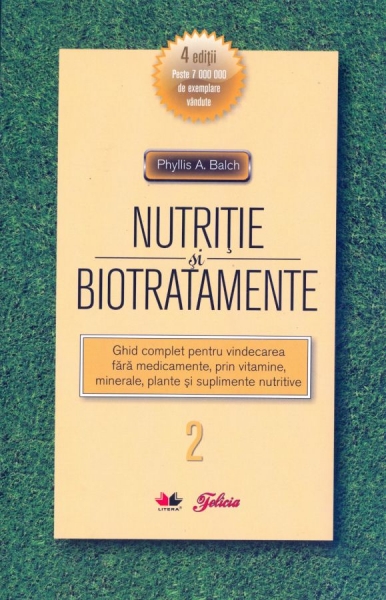 4 ediții
Peste 7 000 000
de exemplare
vândute
Phyllis A. Balch
NUTRIȚIE
și
BIOTRATAMENTE
Ghid complet pentru vindecarea
fără medicamente, prin vitamine,
minerale, plante și suplimente nutritive
2
LITERA®
Felicia